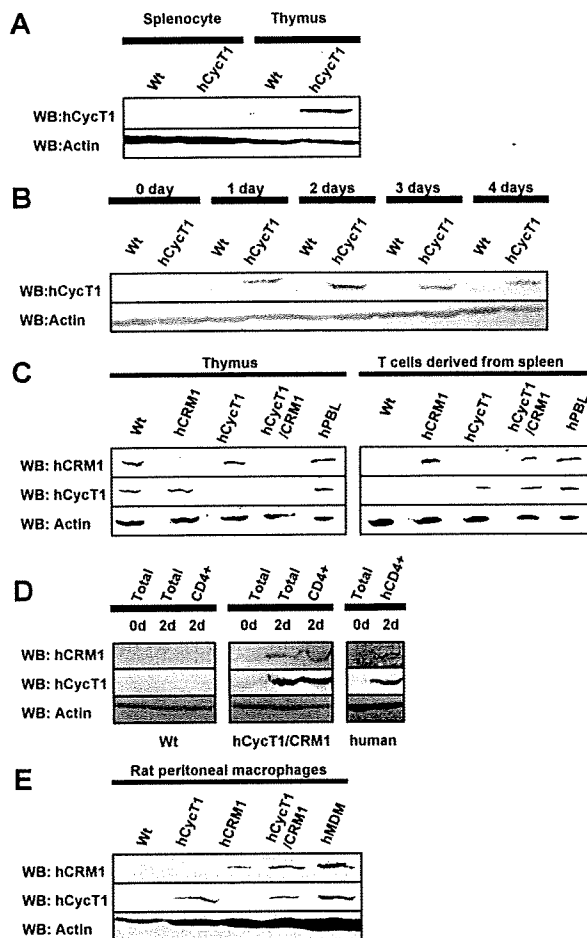 A
Splenocyte Thymus
Wt hCycT1 Wt hCycT1
WB:hCycT1
WB:Actin
B
0 day 1 day 2 days 3 days 4 days
Wt hCycT1 Wt hCycT1 Wt hCycT1 Wt hCycT1 Wt hCycT1
WB:hCycT1
WB:Actin
C
Thymus T cells derived from spleen
Wt hCRM1 hCycT1 hCycT1 /CRM1 hPBL Wt hCRM1 hCycT1 hCycT1 /CRM1 hPBL
WB: hCRM1
WB: hCycT1
WB: Actin
D
Total Total CD4+ Total Total CD4+ Total hCD4+
0d 2d 2d 0d 2d 2d 0d 2d
WB: hCRM1
WB: hCycT1
WB: Actin
Wt hCycT1/CRM1 human
E
Rat peritoneal macrophages
Wt hCycT1 hCRM1 hCycT1 /CRM1 hMDM
WB: hCRM1
WB: hCycT1
WB: Actin